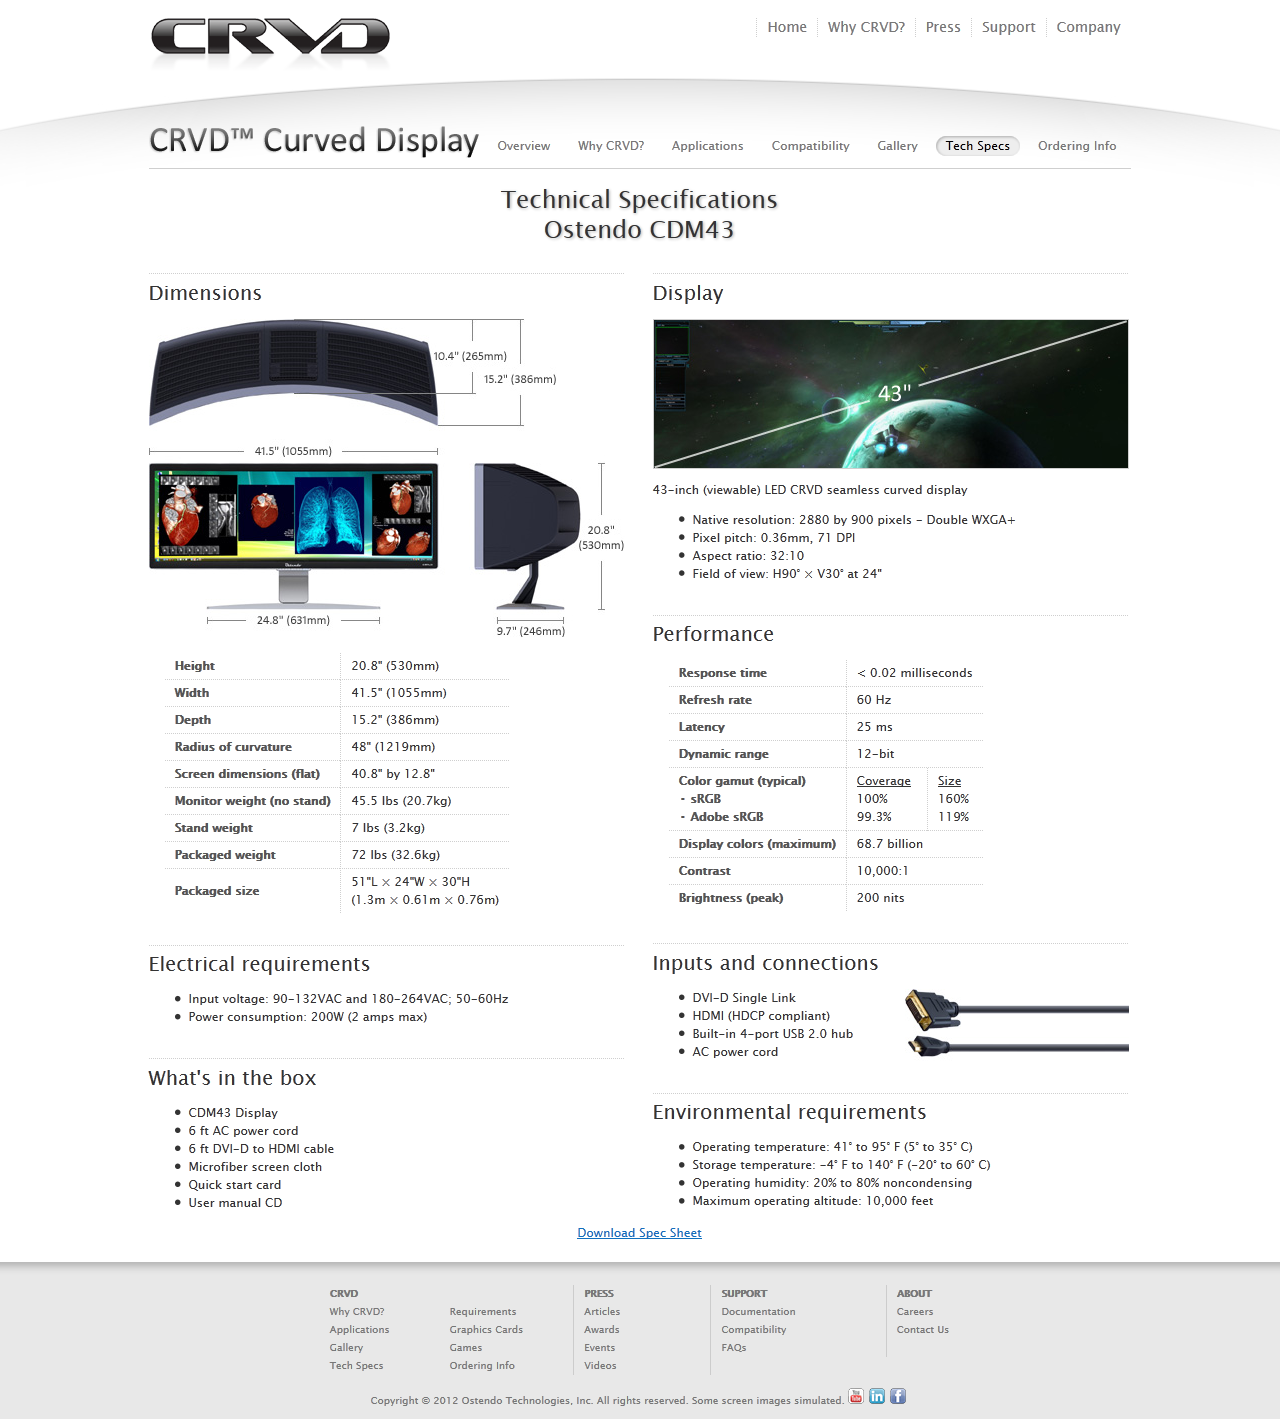 CRVD
Home
Why CRVD?
Press
Support
Company
CRVD™ Curved Display
Overview
Why CRVD?
Applications
Compatibility
Gallery
Tech Specs
Ordering Info
Technical Specifications
Ostendo CDM43
Dimensions
10.4" (265mm)
15.2" (386mm)
41.5" (1055mm)
20.8"
(530mm)
24.8" (631mm)
9.7" (246mm)
Height 20.8" (530mm)
Width 41.5" (1055mm)
Depth 15.2" (386mm)
Radius of curvature 48" (1219mm)
Screen dimensions (flat) 40.8" by 12.8"
Monitor weight (no stand) 45.5 lbs (20.7kg)
Stand weight 7 lbs (3.2kg)
Packaged weight 72 lbs (32.6kg)
Packaged size 51"L × 24"W × 30"H
(1.3m × 0.61m × 0.76m)
Electrical requirements
• Input voltage: 90-132VAC and 180-264VAC; 50-60Hz
• Power consumption: 200W (2 amps max)
What's in the box
• CDM43 Display
• 6 ft AC power cord
• 6 ft DVI-D to HDMI cable
• Microfiber screen cloth
• Quick start card
• User manual CD
Display
43"
43-inch (viewable) LED CRVD seamless curved display
• Native resolution: 2880 by 900 pixels - Double WXGA+
• Pixel pitch: 0.36mm, 71 DPI
• Aspect ratio: 32:10
• Field of view: H90° × V30° at 24"
Performance
Response time < 0.02 milliseconds
Refresh rate 60 Hz
Latency 25 ms
Dynamic range 12-bit
Color gamut (typical) Coverage Size
- sRGB 100% 160%
- Adobe sRGB 99.3% 119%
Display colors (maximum) 68.7 billion
Contrast 10,000:1
Brightness (peak) 200 nits
Inputs and connections
• DVI-D Single Link
• HDMI (HDCP compliant)
• Built-in 4-port USB 2.0 hub
• AC power cord
Environmental requirements
• Operating temperature: 41° to 95° F (5° to 35° C)
• Storage temperature: -4° F to 140° F (-20° to 60° C)
• Operating humidity: 20% to 80% noncondensing
• Maximum operating altitude: 10,000 feet
Download Spec Sheet
CRVD
Why CRVD?
Applications
Gallery
Tech Specs
Requirements
Graphics Cards
Games
Ordering Info
PRESS
Articles
Awards
Events
Videos
SUPPORT
Documentation
Compatibility
FAQs
ABOUT
Careers
Contact Us
Copyright © 2012 Ostendo Technologies, Inc. All rights reserved. Some screen images simulated.